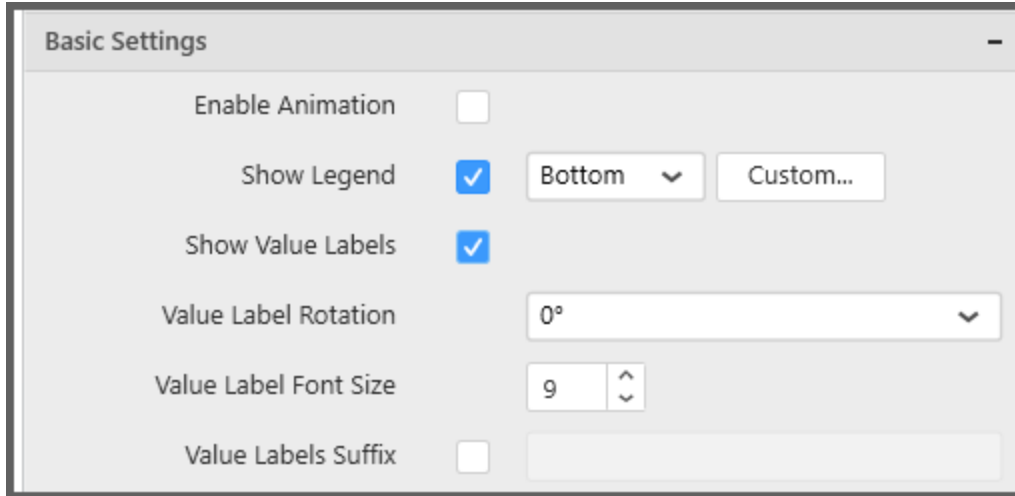 Basic Settings
Enable Animation
Show Legend Bottom Custom...
Show Value Labels
Value Label Rotation 0°
Value Label Font Size 9
Value Labels Suffix